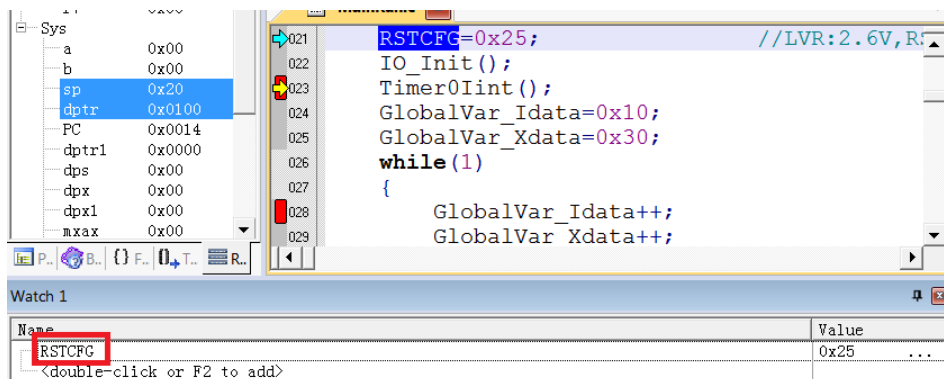 Sys
a 0x00
b 0x00
sp 0x20
dptr 0x0100
PC 0x0014
dptr1 0x0000
dps 0x00
dpx 0x00
dpx1 0x00
mxax 0x00
P.. B.. {} F.. T.. R..
021 RSTCFG=0x25; //LVR:2.6V,RS
022 IO_Init();
023 Timer0Iint();
024 GlobalVar_Idata=0x10;
025 GlobalVar_Xdata=0x30;
026 while(1)
027 {
028 GlobalVar_Idata++;
029 GlobalVar_Xdata++;
Watch 1
Name Value
RSTCFG 0x25 ...
<double-click or F2 to add>